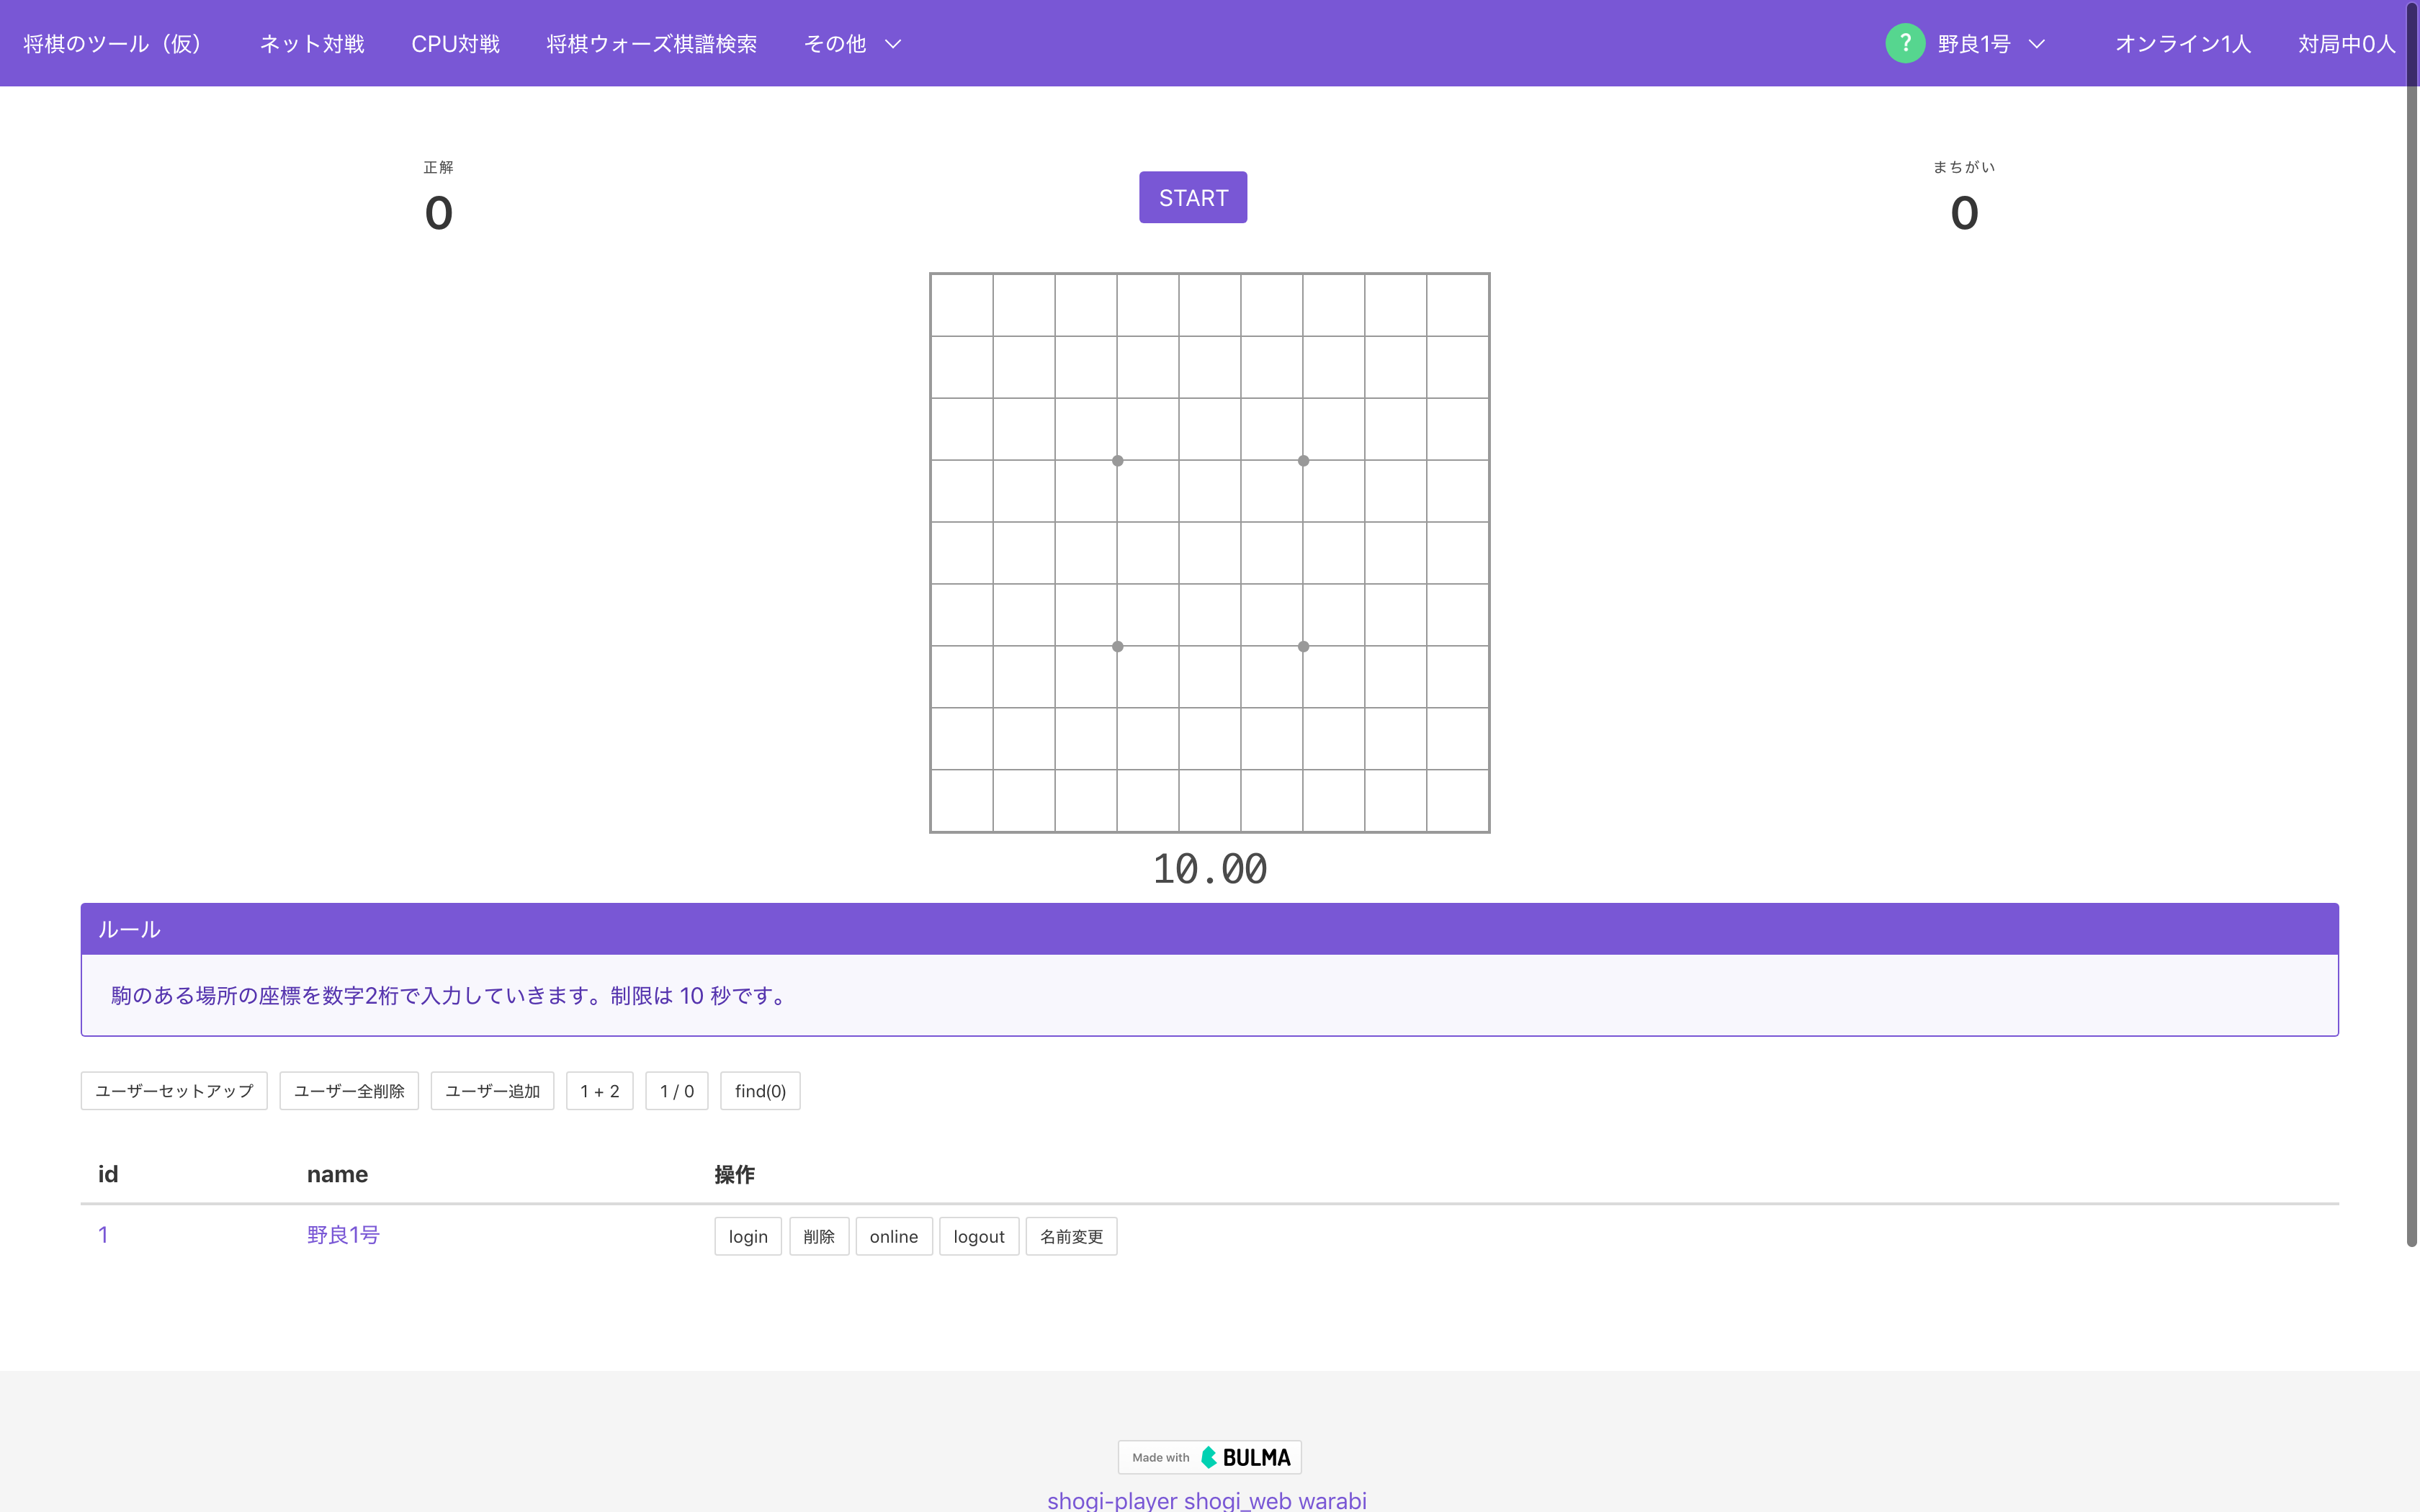 将棋のツール（仮） ネット対戦 CPU対戦 将棋ウォーズ棋譜検索 その他 ? 野良1号 オンライン1人 対局中0人
正解 まちがい
0 START 0
10.00
ルール
駒のある場所の座標を数字2桁で入力していきます。制限は 10 秒です。
ユーザーセットアップ ユーザー全削除 ユーザー追加 1 + 2 1 / 0 find(0)
id name 操作
1 野良1号 login 削除 online logout 名前変更
Made with BULMA
shogi-player shogi_web warabi